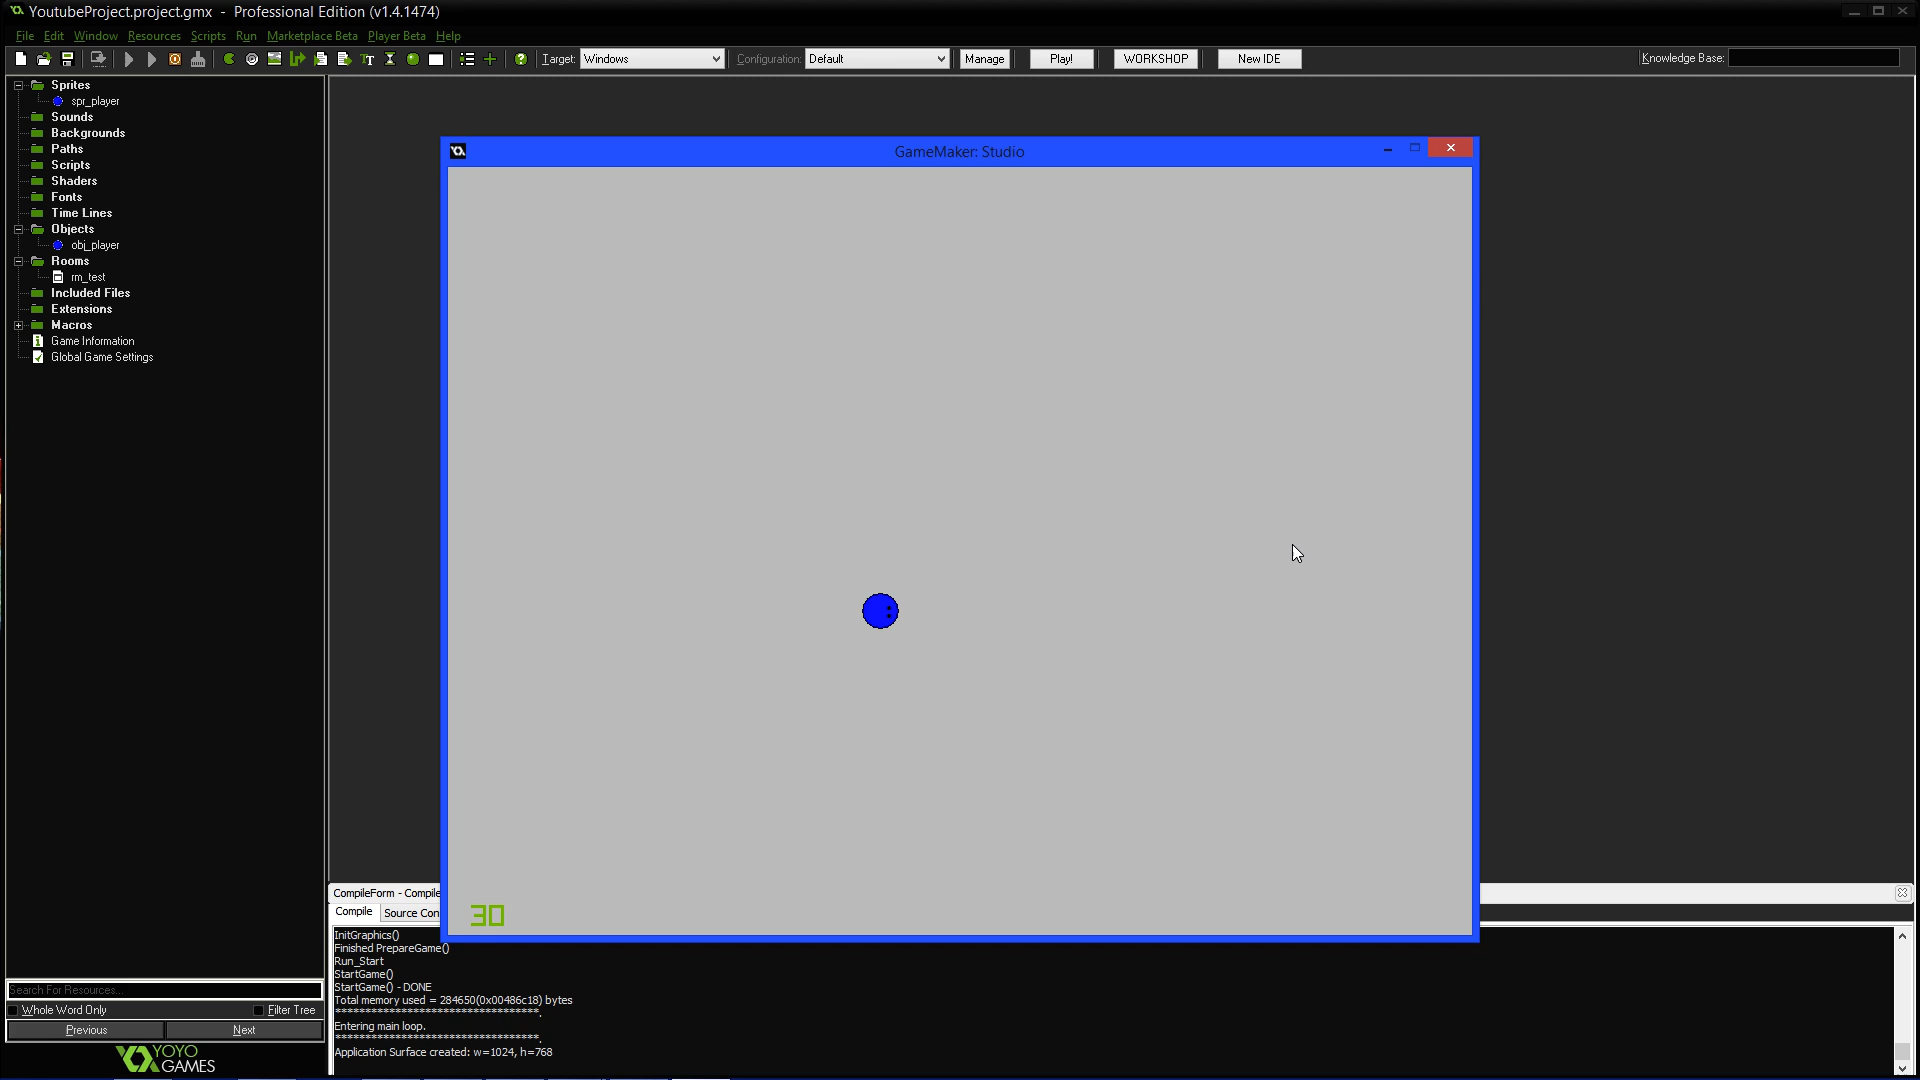 YoutubeProject.project.gmx - Professional Edition (v1.4.1474)
File Edit Window Resources Scripts Run Marketplace Beta Player Beta Help
Target: Windows Configuration: Default Manage Play! WORKSHOP New IDE Knowledge Base:
Sprites
spr_player
Sounds
Backgrounds
Paths
Scripts
Shaders
Fonts
Time Lines
Objects
obj_player
Rooms
rm_test
Included Files
Extensions
Macros
Game Information
Global Game Settings
GameMaker: Studio
30
CompileForm - Compile
Compile Source Con
InitGraphics()
Finished PrepareGame()
Run_Start
StartGame()
StartGame() - DONE
Total memory used = 284650(0x00486c18) bytes
**********************************.
Entering main loop.
**********************************.
Application Surface created: w=1024, h=768
Search For Resources...
Whole Word Only Filter Tree
Previous Next
YOYO
GAMES